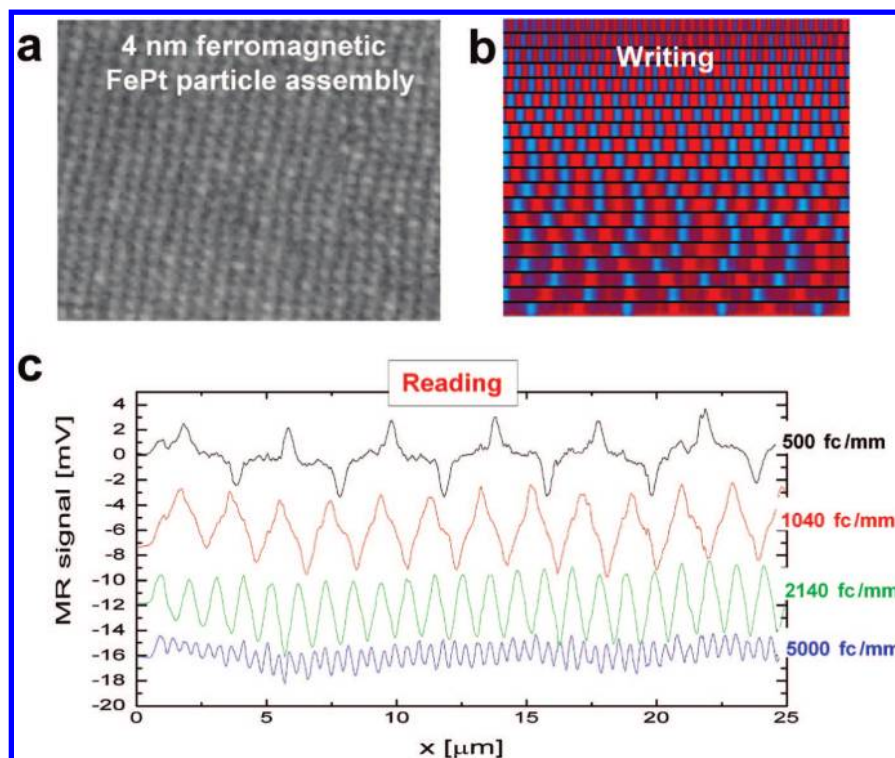 a
4 nm ferromagnetic
FePt particle assembly
b
Writing
c
Reading
MR signal [mV]
4
2
0
-2
-4
-6
-8
-10
-12
-14
-16
-18
-20
500 fc/mm
1040 fc/mm
2140 fc/mm
5000 fc/mm
0
5
10
15
20
25
x [μm]